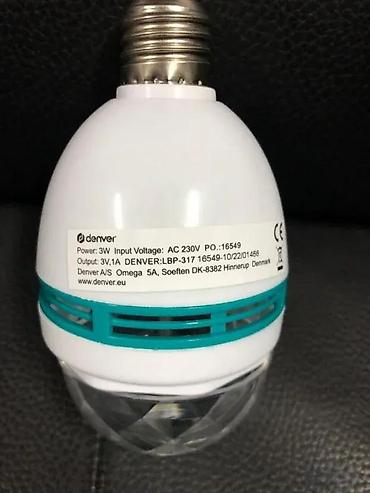 denver
Power: 3W Input Voltage: AC 230V PO.:16549
Output: 3V,1A DENVER:LBP-317 16549-10/22/01466
Denver A/S Omega 5A, Soeften DK-8382 Hinnerup Denmark
www.denver.eu
CE